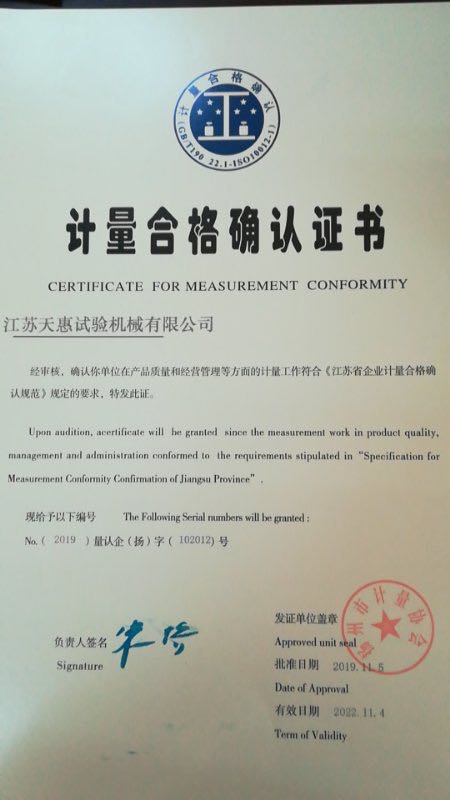 计量合格确认
(GB/T190 22.1-ISO10012-1)
计量合格确认证书
CERTIFICATE FOR MEASUREMENT CONFORMITY
江苏天惠试验机械有限公司
经审核，确认你单位在产品质量和经营管理等方面的计量工作符合《江苏省企业计量合格确
认规范》规定的要求，特发此证。
Upon audition, acertificate will be granted since the measurement work in product quality,
management and administration conformed to the requirements stipulated in "Specification for
Measurement Conformity Confirmation of Jiangsu Province".
现给予以下编号 The Following Serial numbers will be granted:
No.( 2019 )量认企(扬)字( 102012)号
负责人签名
Signature
发证单位盖章
Approved unit seal
批准日期 2019.11.5
Date of Approval
有效日期 2022.11.4
Term of Validity
扬州市计量协会